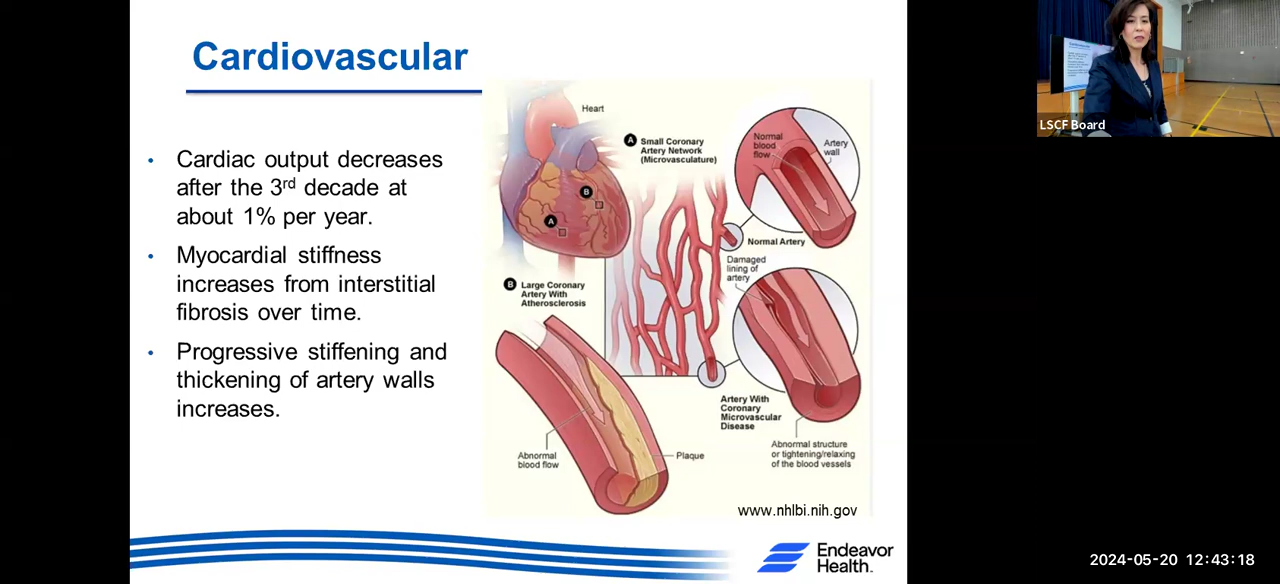 Cardiovascular
• Cardiac output decreases
after the 3rd decade at
about 1% per year.
• Myocardial stiffness
increases from interstitial
fibrosis over time.
• Progressive stiffening and
thickening of artery walls
increases.
Heart
A Small Coronary
Artery Network
(Microvasculature)
Normal
blood
flow
Artery
wall
B
A
Normal Artery
Damaged
lining of
artery
B Large Coronary
Artery With
Atherosclerosis
Artery With
Coronary
Microvascular
Disease
Abnormal
blood flow
Plaque
Abnormal structure
or tightening/relaxing
of the blood vessels
www.nhlbi.nih.gov
Endeavor
Health™
LSCF Board
2024-05-20 12:43:18